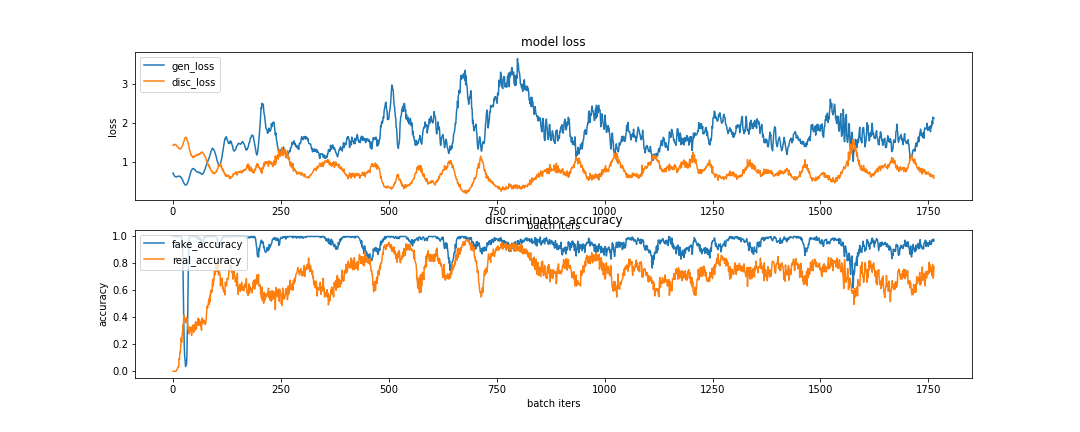 model loss
gen_loss
disc_loss
3
2
1
loss
0
250
500
750
1000
1250
1500
1750
batch iters
discriminator accuracy
fake_accuracy
real_accuracy
1.0
0.8
0.6
0.4
0.2
0.0
accuracy
0
250
500
750
1000
1250
1500
1750
batch iters